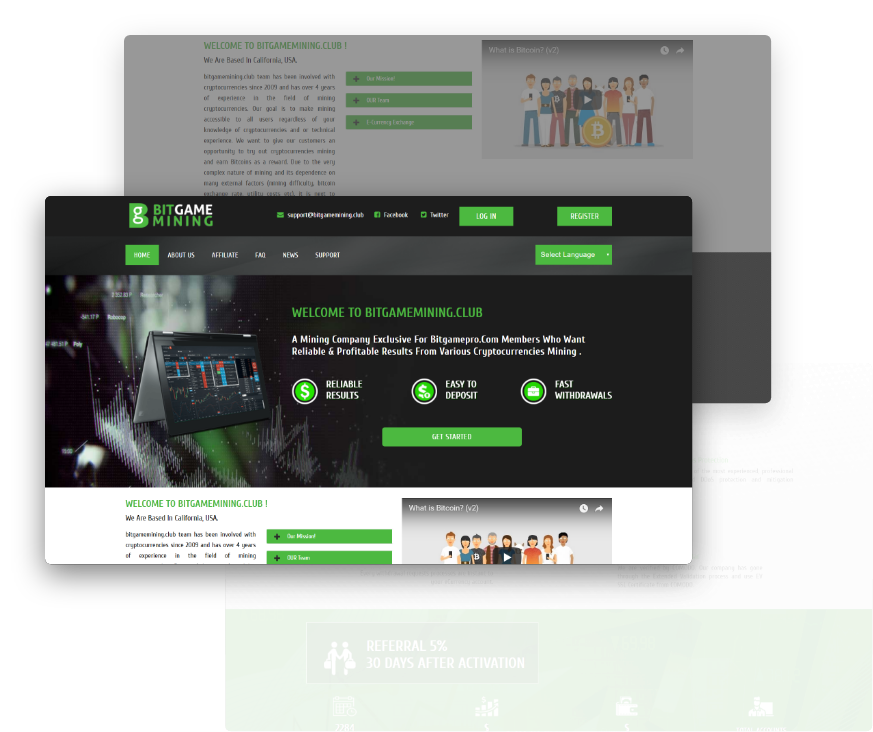 WELCOME TO BITGAMEMINING.CLUB !
We Are Based In California, USA.
bitgamemining.club team has been involved with
cryptocurrencies since 2009 and has over 4 years
of experience in the field of mining
cryptocurrencies. Our goal is to make mining
accessible to all users regardless of your
knowledge of cryptocurrencies and or technical
experience. We want to give our customers an
opportunity to try out cryptocurrencies mining
and earn Bitcoins as a reward. Due to the very
complex nature of mining and its dependence on
many external factors (mining difficulty, bitcoin
exchange rate, utility costs etc). It is next to
Our Mission!
OUR Team
E-Currency Exchange
What is Bitcoin? (v2)
BITGAME
MINING
support@bitgamemining.club
Facebook
Twitter
LOG IN
REGISTER
HOME
ABOUT US
AFFILIATE
FAQ
NEWS
SUPPORT
Select Language
Poly
WELCOME TO BITGAMEMINING.CLUB
A Mining Company Exclusive For Bitgamepro.Com Members Who Want
Reliable & Profitable Results From Various Cryptocurrencies Mining .
RELIABLE
RESULTS
EASY TO
DEPOSIT
FAST
WITHDRAWALS
GET STARTED
WELCOME TO BITGAMEMINING.CLUB !
We Are Based In California, USA.
bitgamemining.club team has been involved with
cryptocurrencies since 2009 and has over 4 years
of experience in the field of mining
Our Mission!
OUR Team
What is Bitcoin? (v2)
REFERRAL 5%
30 DAYS AFTER ACTIVATION